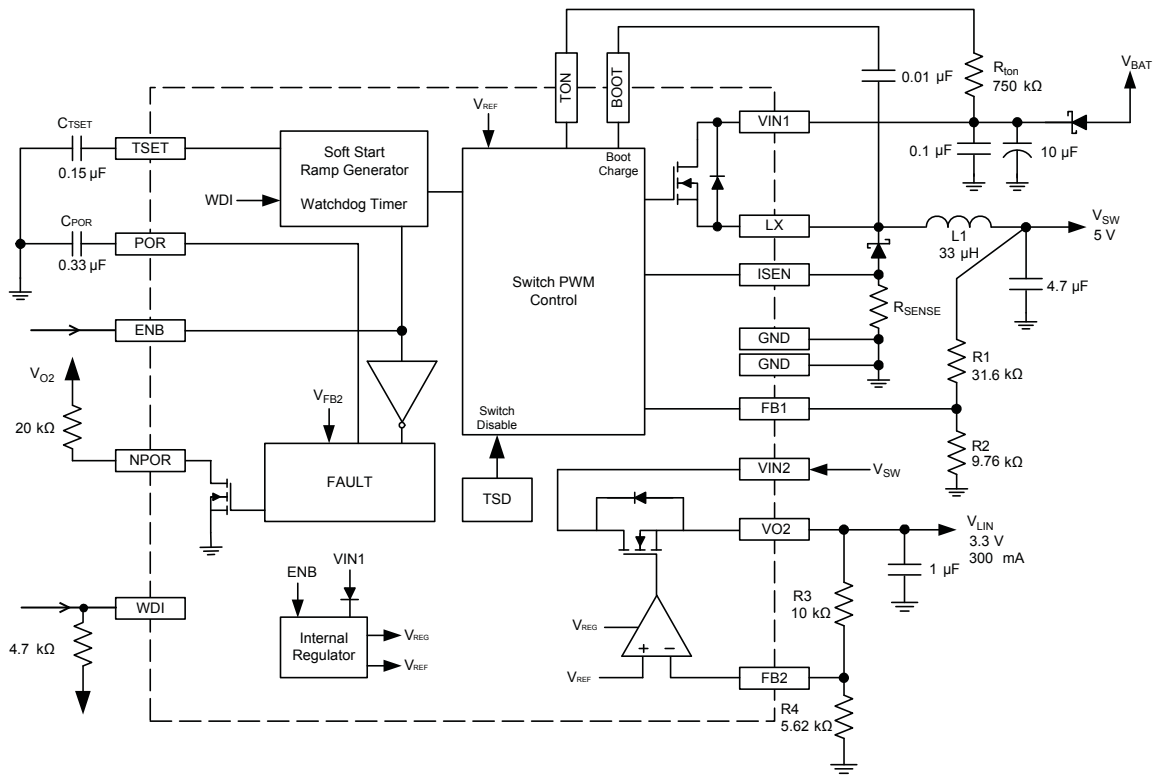 TON
BOOT
0.01 µF
Rton
750 kΩ
VBAT
VREF
CTSET
TSET
0.15 µF
Soft Start
Ramp Generator
Watchdog Timer
WDI
Boot
Charge
VIN1
0.1 µF
10 µF
CPOR
POR
0.33 µF
LX
L1
33 µH
VSW
5 V
Switch PWM
Control
ISEN
4.7 µF
RSENSE
ENB
GND
GND
R1
31.6 kΩ
VO2
20 kΩ
VFB2
Switch
Disable
FB1
NPOR
FAULT
TSD
VIN2
VSW
R2
9.76 kΩ
VO2
VLIN
3.3 V
300 mA
1 µF
ENB
VIN1
WDI
R3
10 kΩ
4.7 kΩ
Internal
Regulator
VREG
VREF
VREG
+
–
VREF
FB2
R4
5.62 kΩ